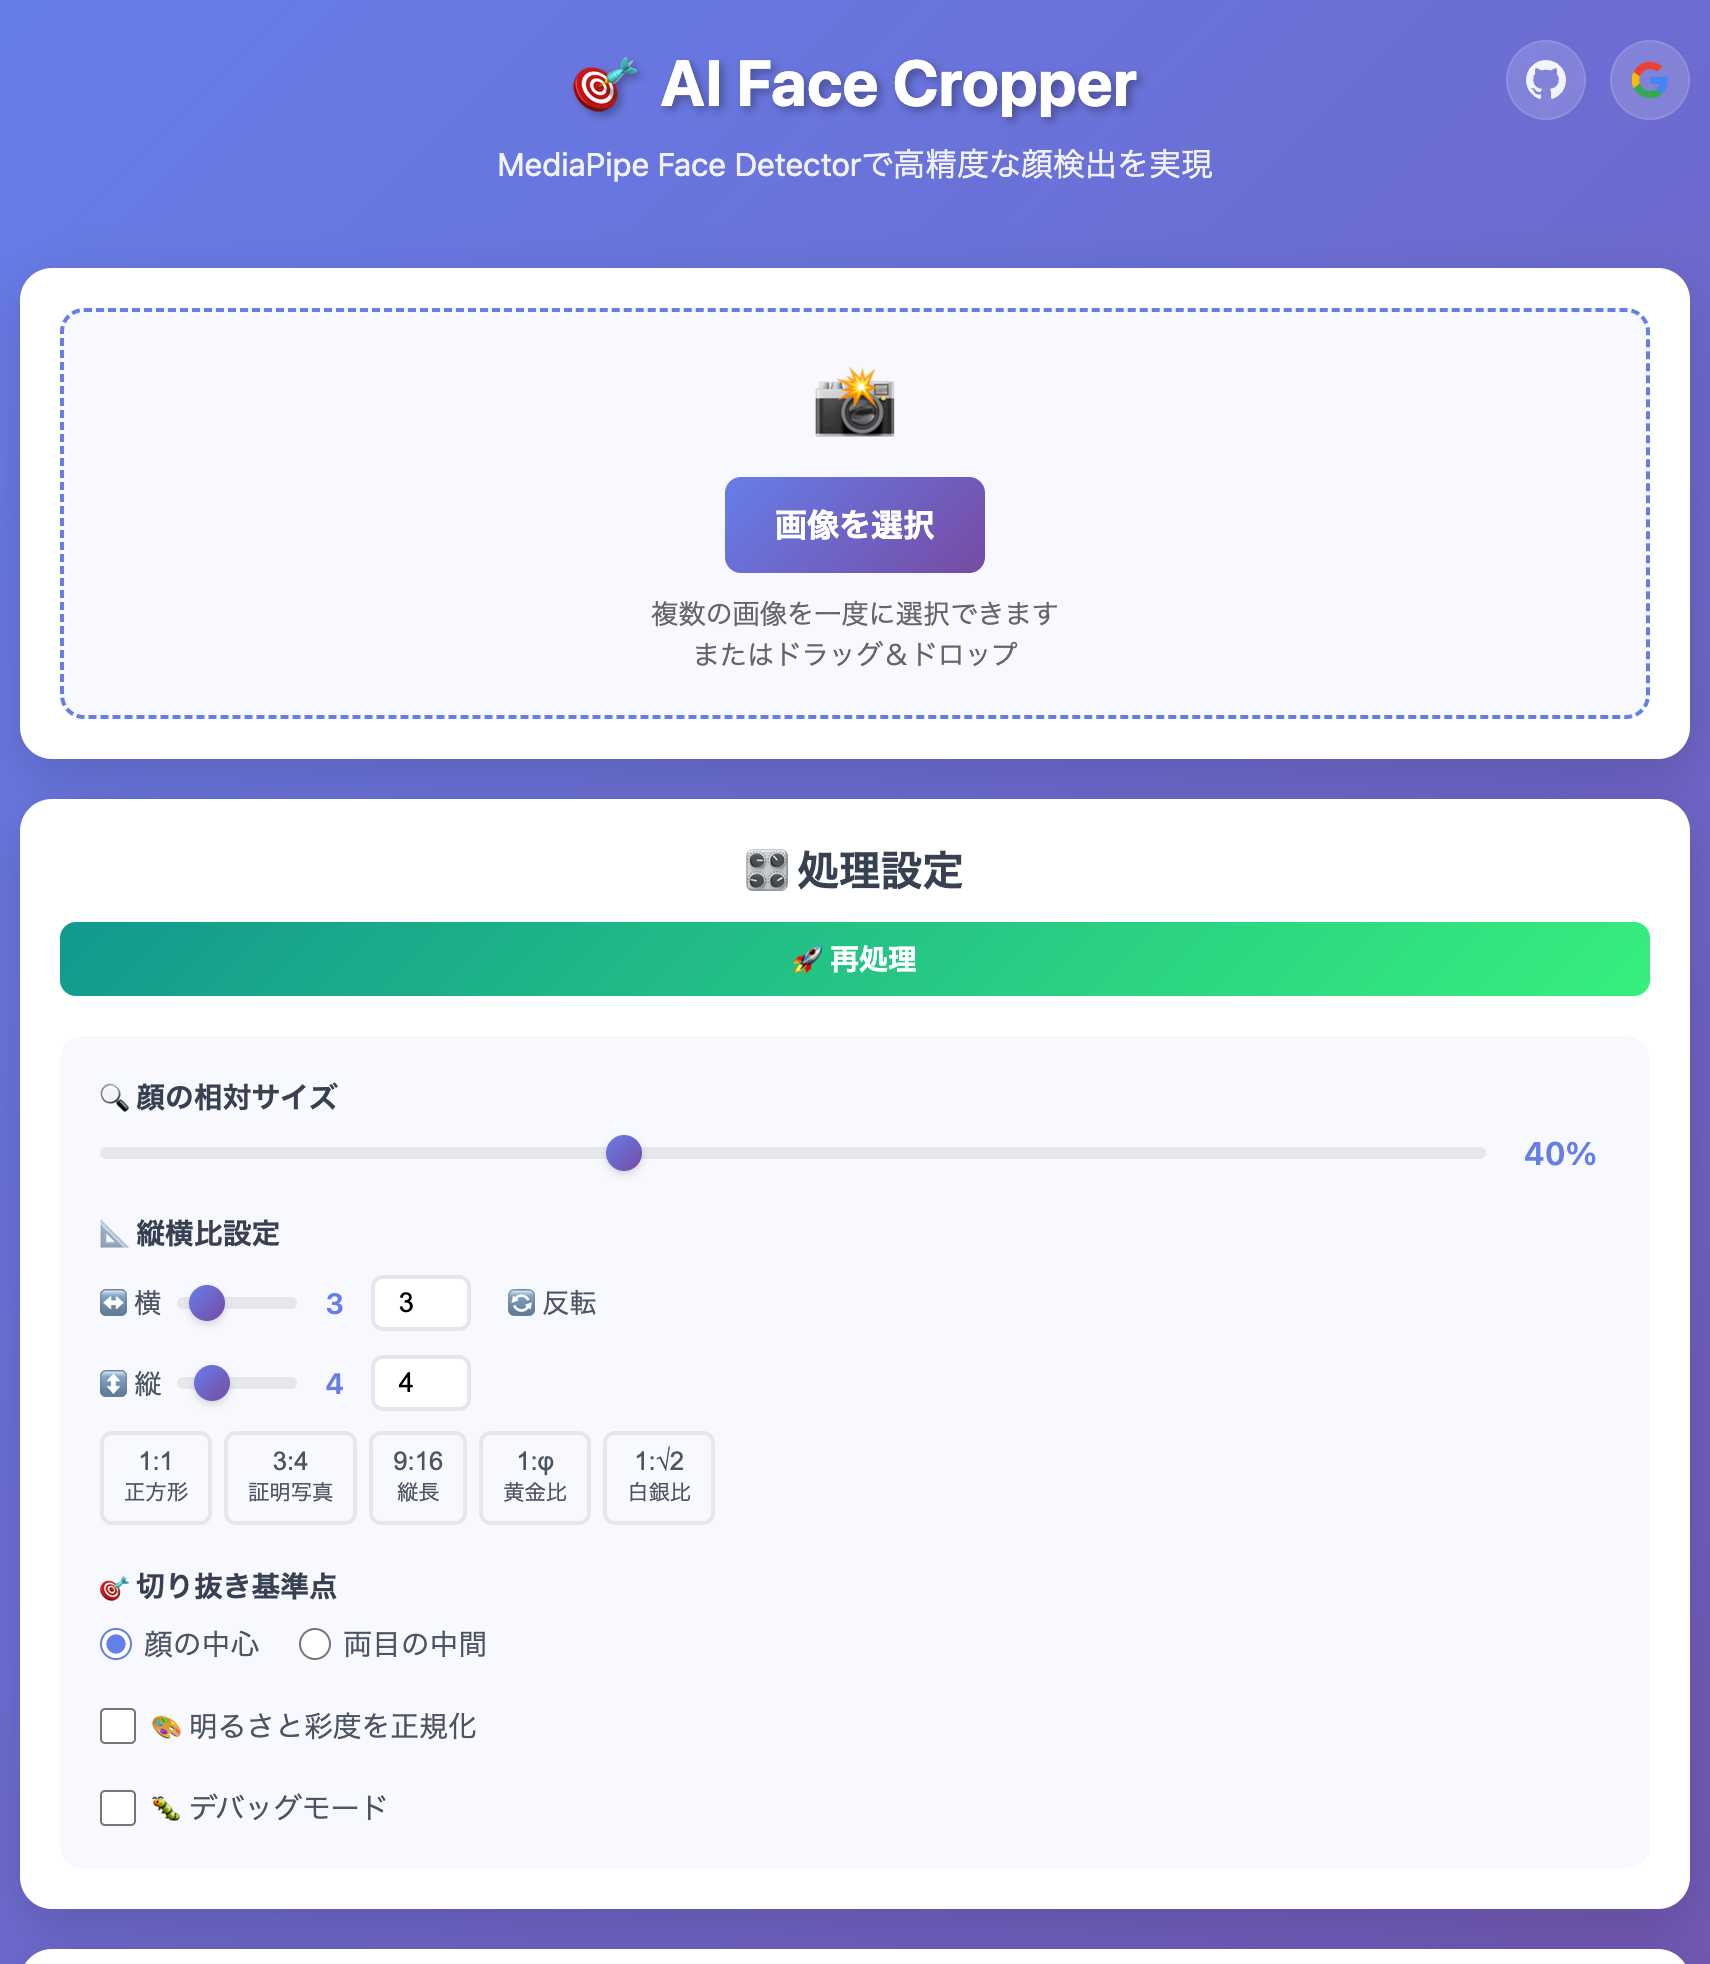 AI Face Cropper
MediaPipe Face Detectorで高精度な顔検出を実現
画像を選択
複数の画像を一度に選択できます
またはドラッグ＆ドロップ
処理設定
再処理
顔の相対サイズ
40%
縦横比設定
横 3 3 反転
縦 4 4
1:1 3:4 9:16 1:φ 1:√2
正方形 証明写真 縦長 黄金比 白銀比
切り抜き基準点
顔の中心 両目の中間
明るさと彩度を正規化
デバッグモード